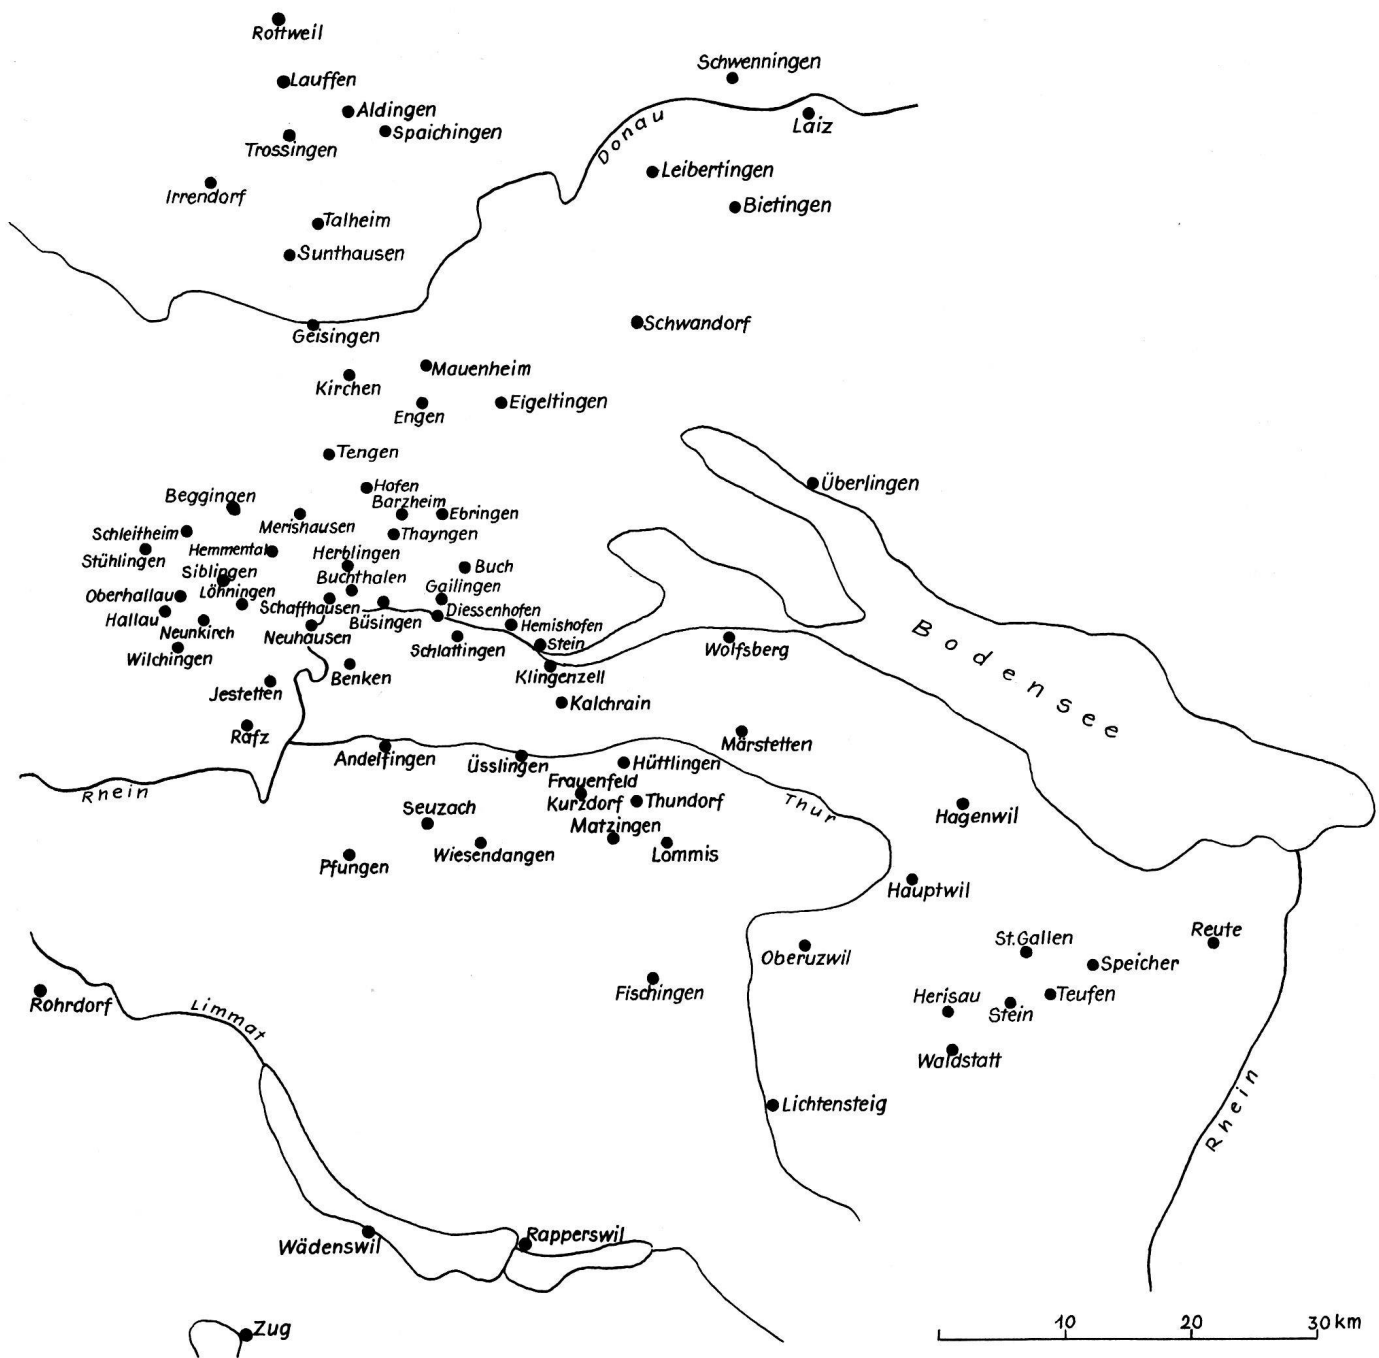 Rottweil
Schwenningen
Lauffen
Aldingen
Spaichingen
Laiz
Donau
Trossingen
Leibertingen
Irrendorf
Bietingen
Talheim
Sunthausen
Geisingen
Schwandorf
Mauenheim
Kirchen
Engen
Eigeltingen
Tengen
Überlingen
Hofen
Beggingen
Barzheim
Ebringen
Merishausen
Schleitheim
Thayngen
Hemmental
Herblingen
Stühlingen
Siblingen
Buch
Buchthalen
Gailingen
Löhningen
Oberhallau
Schaffhausen
Diessenhofen
Hallau
Büsingen
Hemishofen
Neunkirch
Neuhausen
Stein
Schlattingen
Wolfsberg
Wilchingen
Klingenzell
Benken
Jestetten
Bodensee
Kalchrain
Rafz
Märstetten
Andelfingen
Üsslingen
Hüttlingen
Frauenfeld
Rhein
Kurzdorf
Thundorf
Thur
Seuzach
Hagenwil
Matzingen
Wiesendangen
Lommis
Pfungen
Hauptwil
Reute
St.Gallen
Oberuzwil
Speicher
Fischingen
Herisau
Teufen
Rohrdorf
Limmat
Stein
Waldstatt
Lichtensteig
Rhein
Rapperswil
Wädenswil
Zug
10 20 30 km